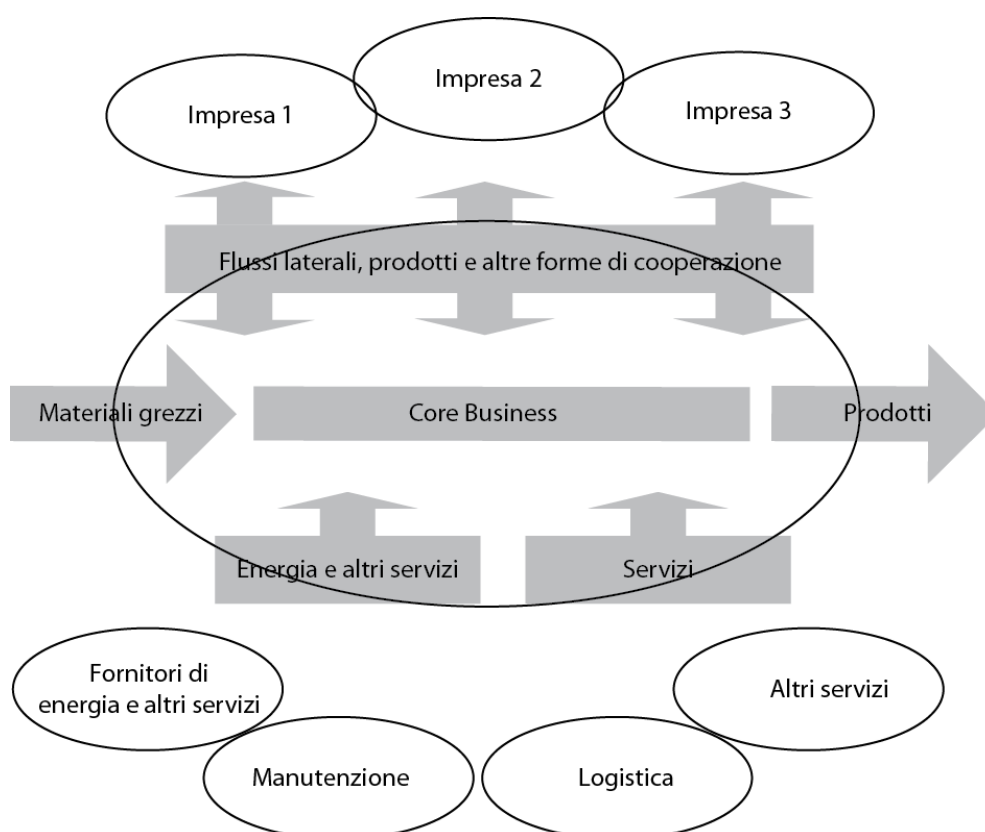 Impresa 1
Impresa 2
Impresa 3
Flussi laterali, prodotti e altre forme di cooperazione
Materiali grezzi
Core Business
Prodotti
Energia e altri servizi
Servizi
Fornitori di
energia e altri servizi
Altri servizi
Manutenzione
Logistica